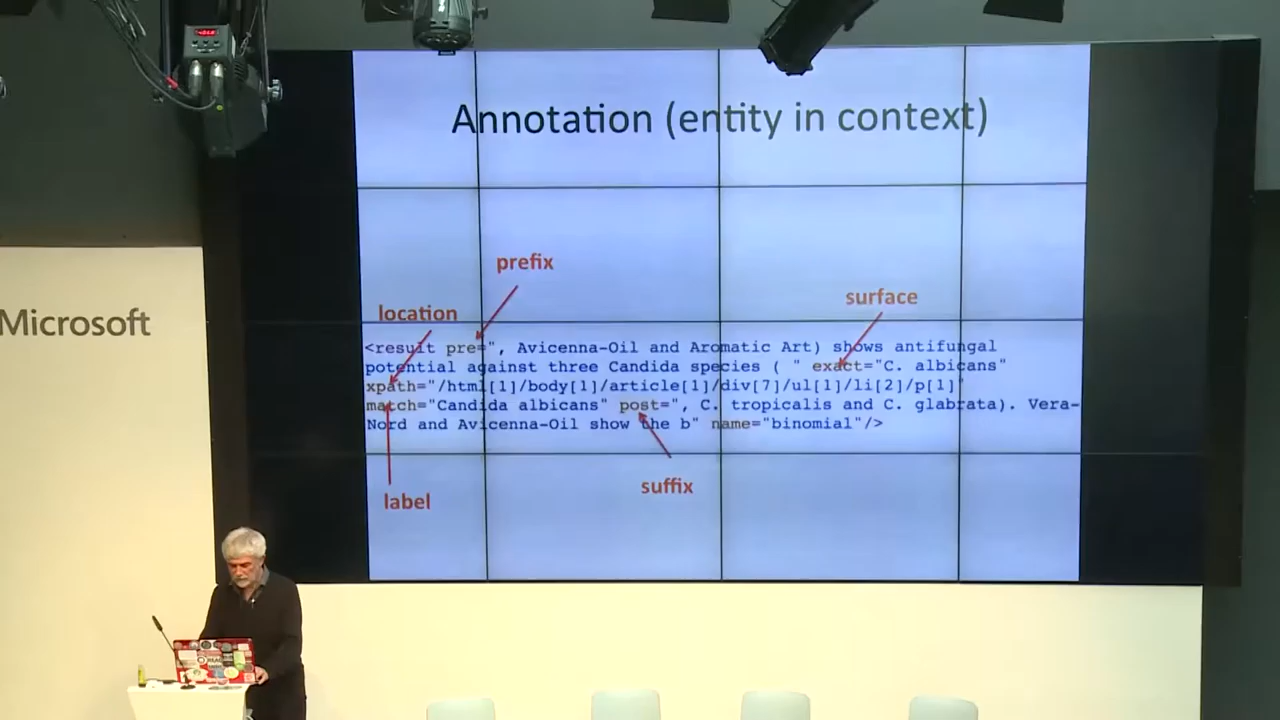 Annotation (entity in context)
prefix
surface
location
<result pre=", Avicenna-Oil and Aromatic Art) shows antifungal
potential against three Candida species ( " exact="C. albicans"
xpath="/html[1]/body[1]/article[1]/div[7]/ul[1]/li[2]/p[1]"
match="Candida albicans" post=", C. tropicalis and C. glabrata). Vera-
Nord and Avicenna-Oil show the b" name="binomial"/>
suffix
label
Microsoft